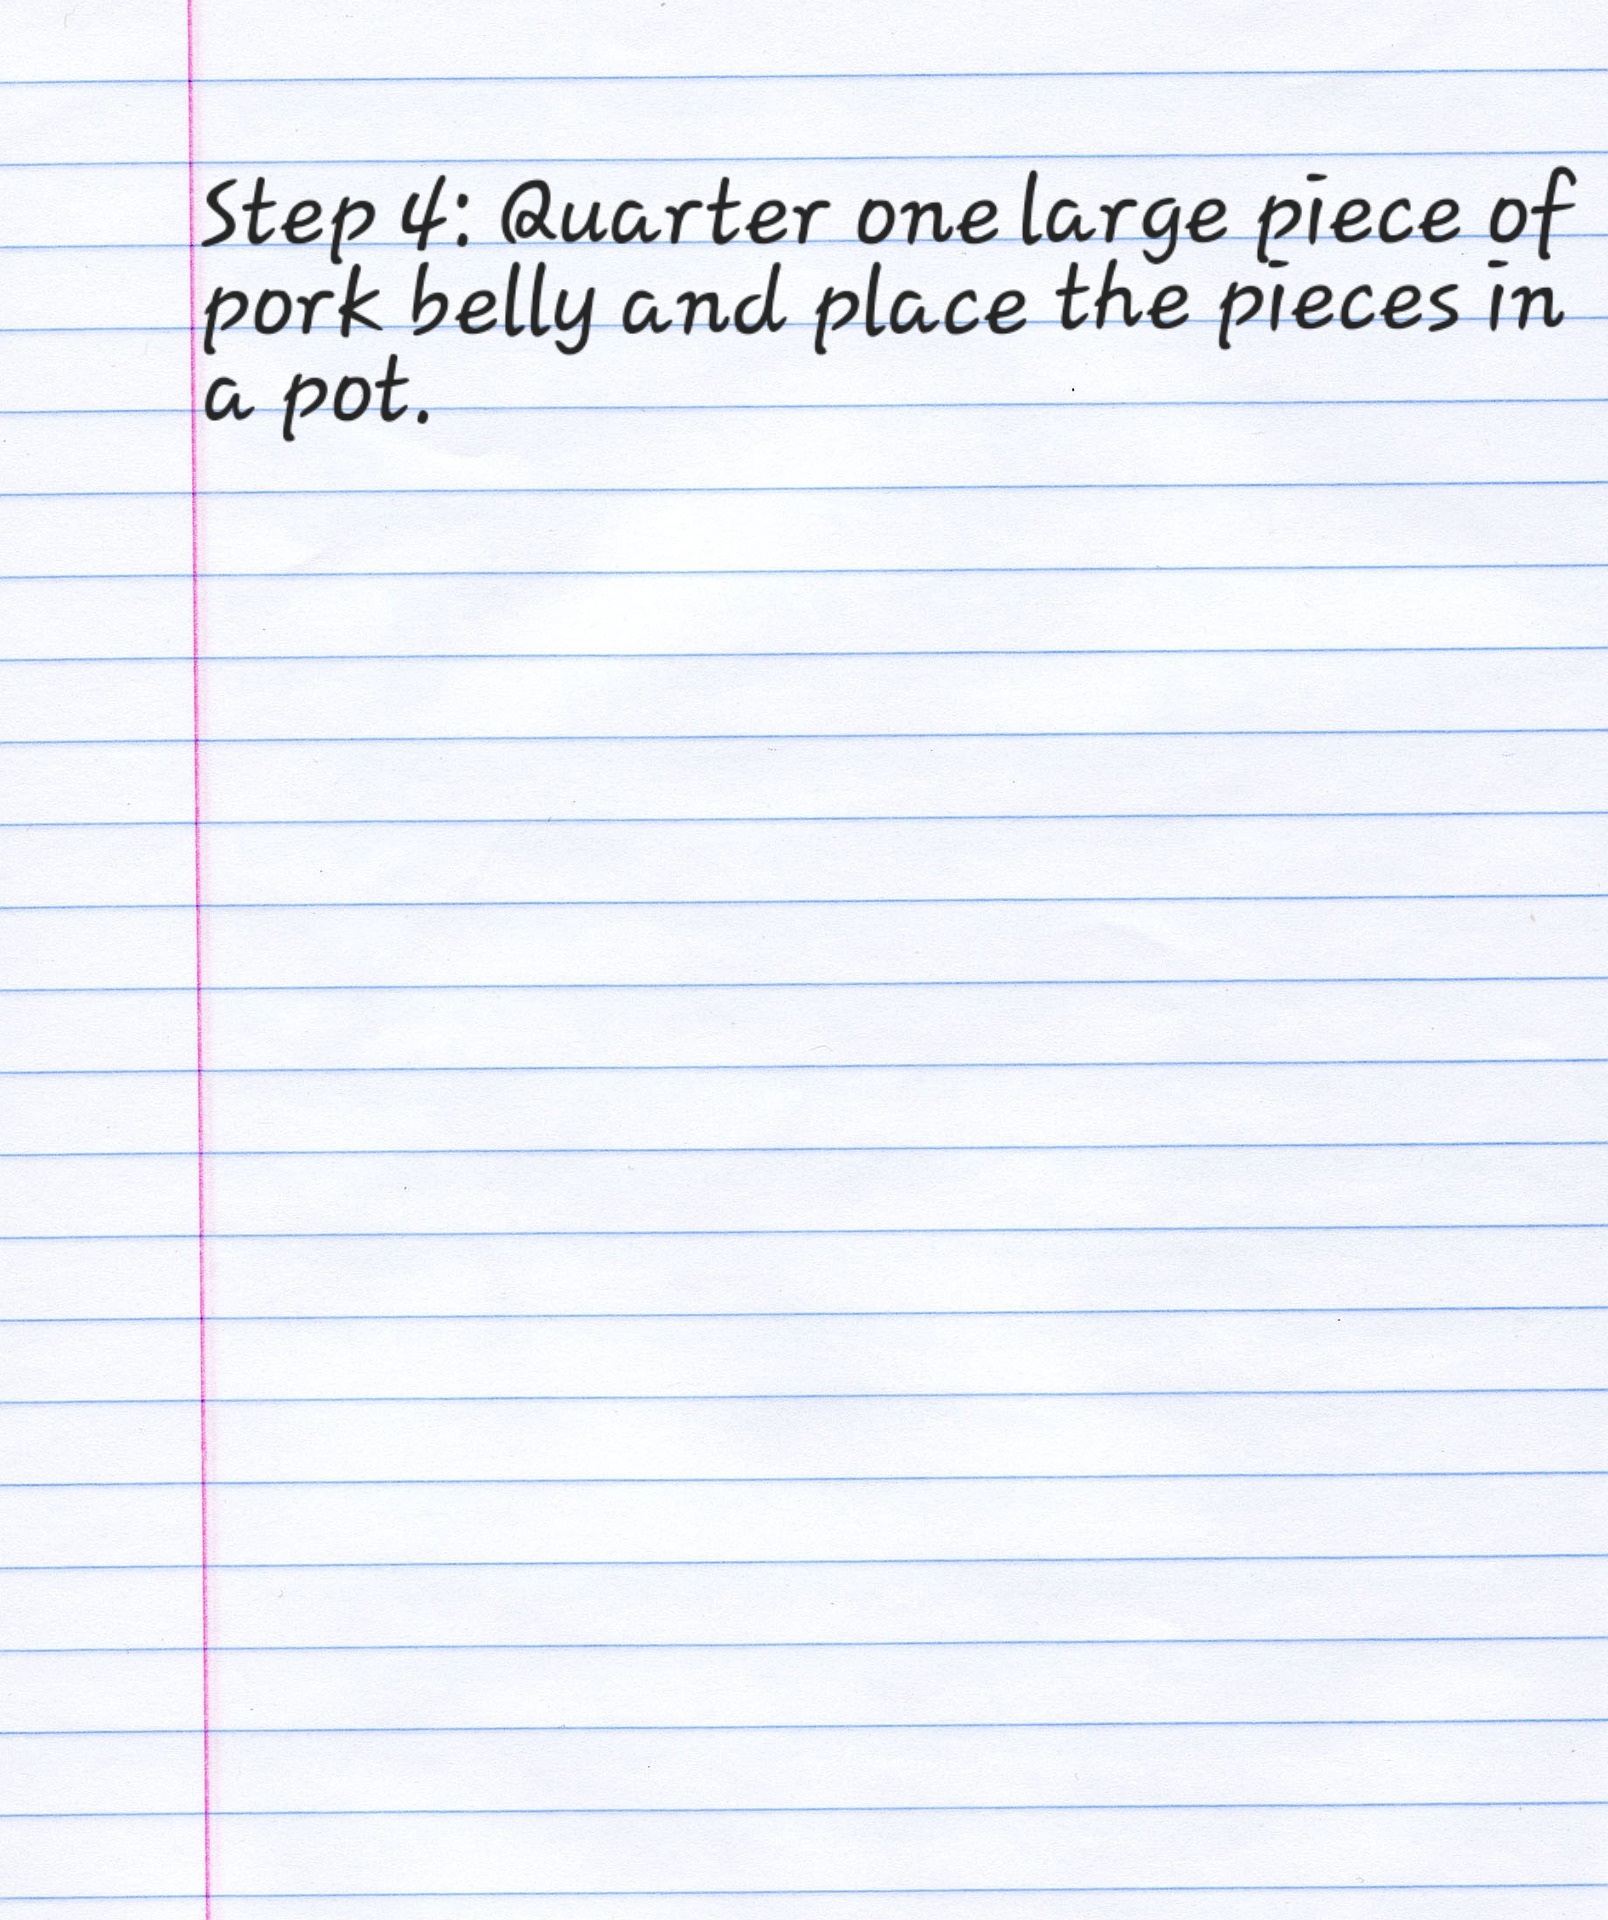 Step 4: Quarter one large piece of
pork belly and place the pieces in
a pot.